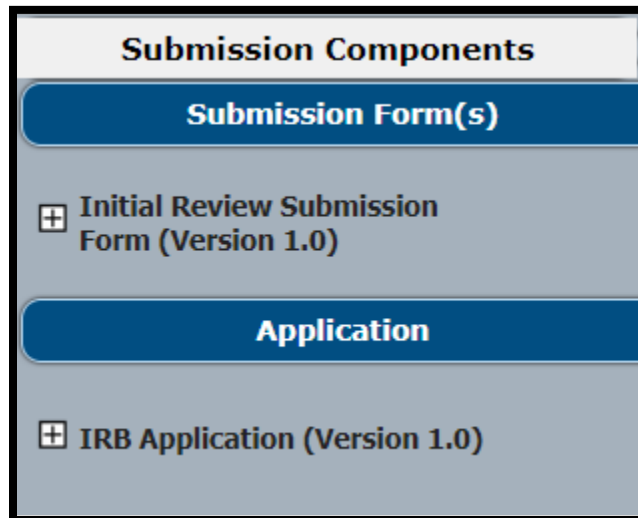 Submission Components
Submission Form(s)
Initial Review Submission
Form (Version 1.0)
Application
IRB Application (Version 1.0)